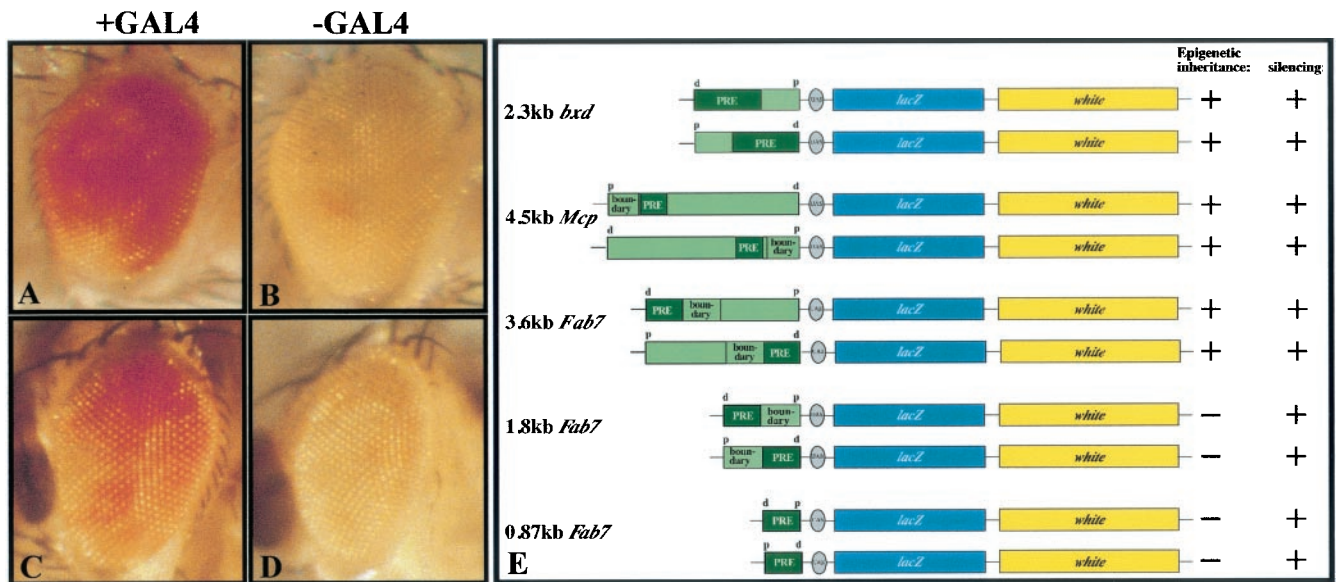 +GAL4 -GAL4
A
B
C
D
E
Epigenetic
inheritance: silencing:
2.3kb bxd
d p
PRE lacZ white + +
p d
PRE lacZ white + +
4.5kb Mcp
p d
boun-
dary PRE lacZ white + +
d p
PRE boun-
dary lacZ white + +
3.6kb Fab7
d p
PRE boun-
dary lacZ white + +
p d
boun-
dary PRE lacZ white + +
1.8kb Fab7
d p
PRE boun-
dary lacZ white − +
p d
boun-
dary PRE lacZ white − +
0.87kb Fab7
d p
PRE lacZ white − +
p d
PRE lacZ white − +